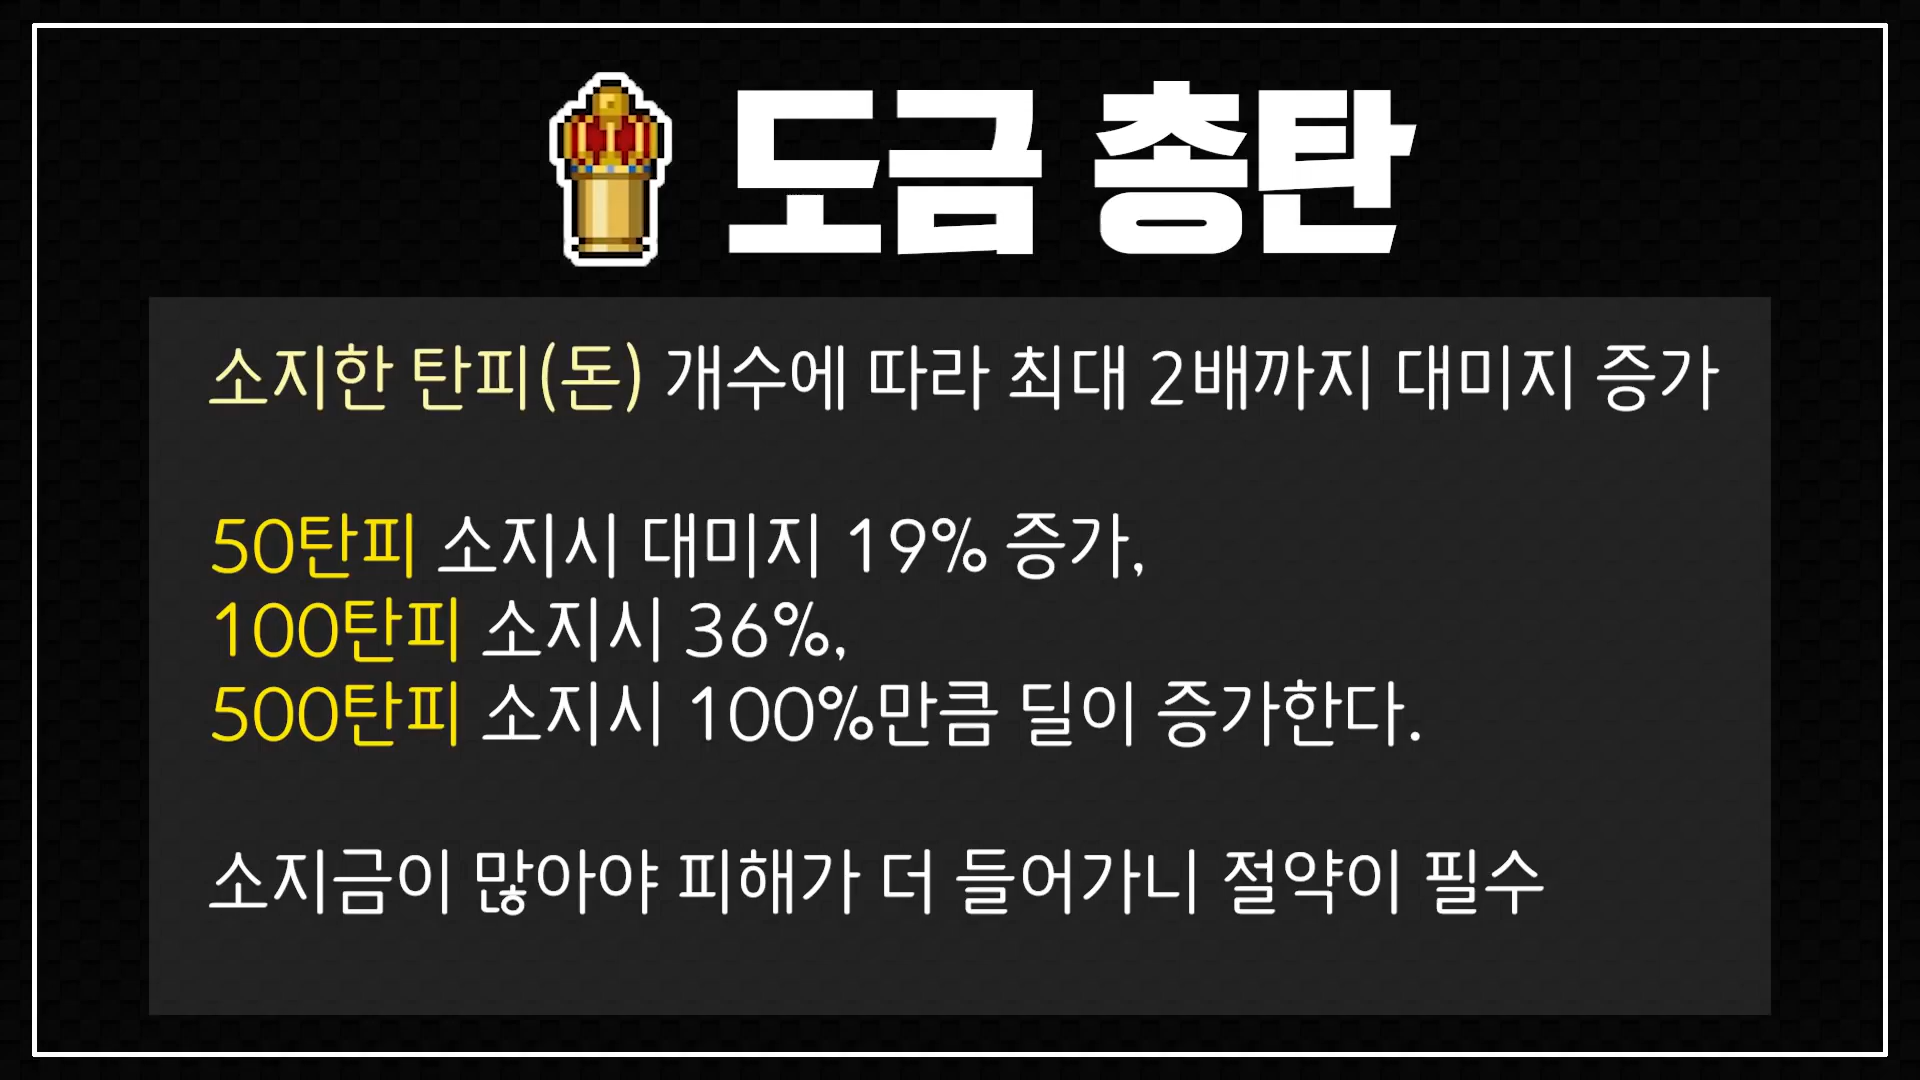 도금 총탄
소지한 탄피(돈) 개수에 따라 최대 2배까지 대미지 증가
50탄피 소지시 대미지 19% 증가,
100탄피 소지시 36%,
500탄피 소지시 100%만큼 딜이 증가한다.
소지금이 많아야 피해가 더 들어가니 절약이 필수